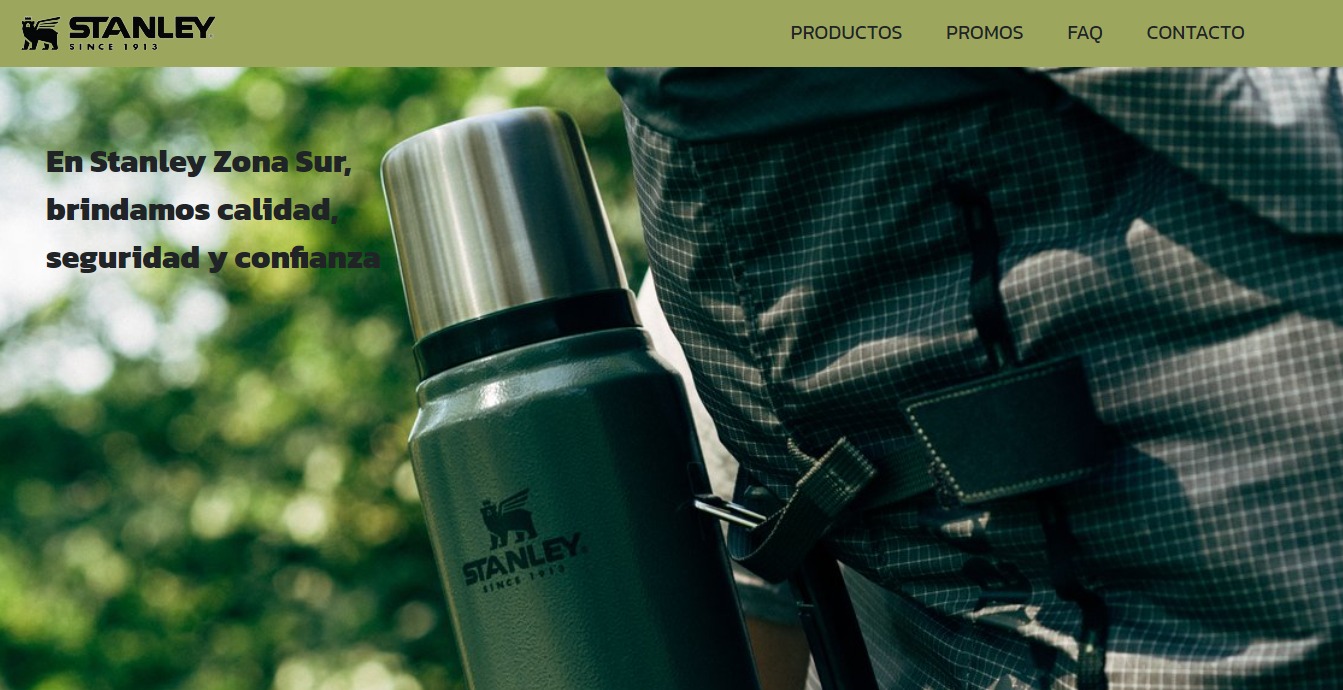 STANLEY
SINCE 1913
PRODUCTOS PROMOS FAQ CONTACTO
En Stanley Zona Sur,
brindamos calidad,
seguridad y confianza
STANLEY
SINCE 1913